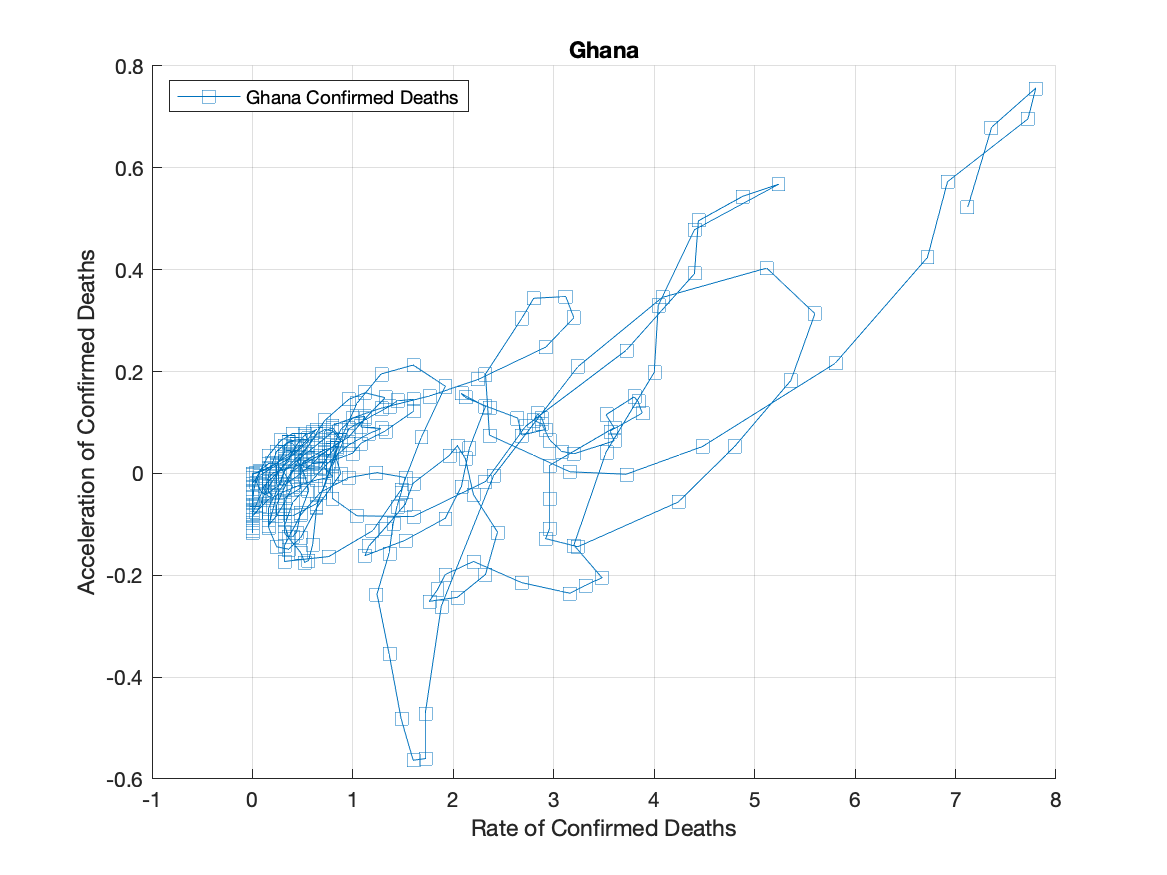 Ghana
Ghana Confirmed Deaths
0.8
0.6
0.4
0.2
0
-0.2
-0.4
-0.6
-1 0 1 2 3 4 5 6 7 8
Acceleration of Confirmed Deaths
Rate of Confirmed Deaths